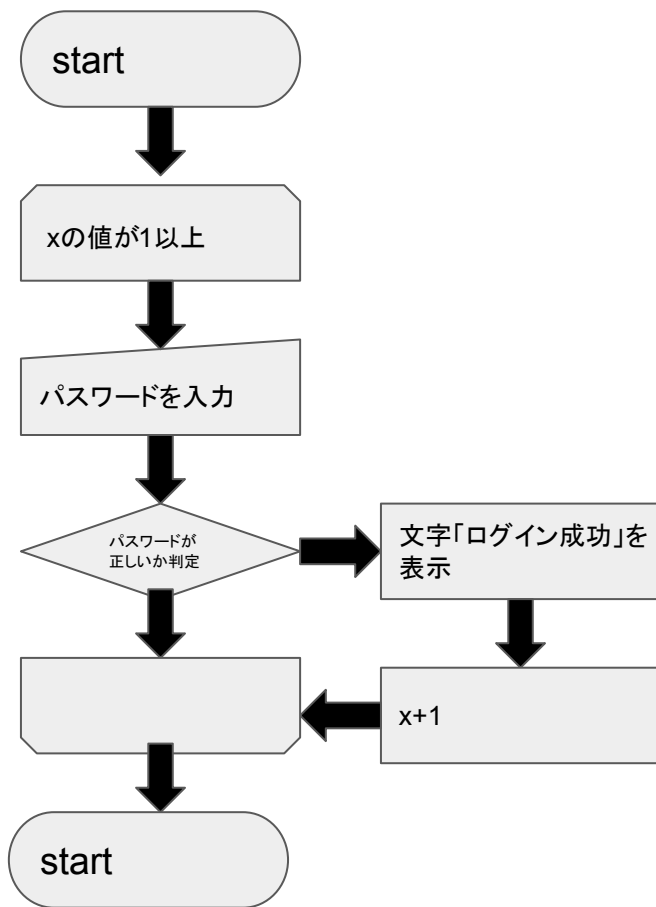 start
xの値が1以上
パスワードを入力
パスワードが
正しいか判定
文字「ログイン成功」を
表示
x+1
start